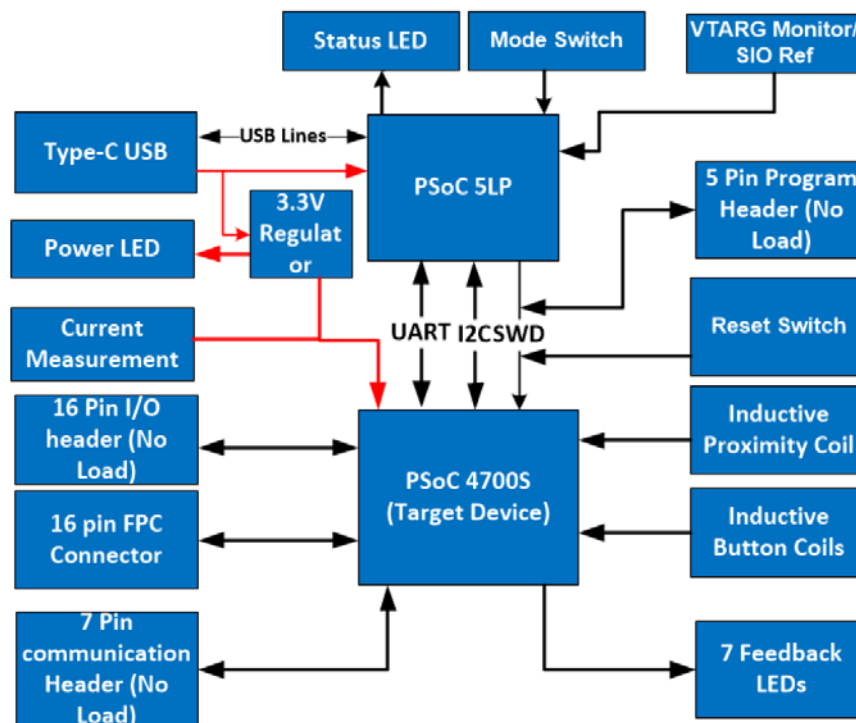 Status LED
Mode Switch
VTARG Monitor/
SIO Ref
Type-C USB
USB Lines
PSoC 5LP
5 Pin Program
Header (No
Load)
3.3V
Regulat
or
Power LED
Current
Measurement
UART
I2C
SWD
Reset Switch
16 Pin I/O
header (No
Load)
PSoC 4700S
(Target Device)
Inductive
Proximity Coil
16 pin FPC
Connector
Inductive
Button Coils
7 Pin
communication
Header (No
Load)
7 Feedback
LEDs